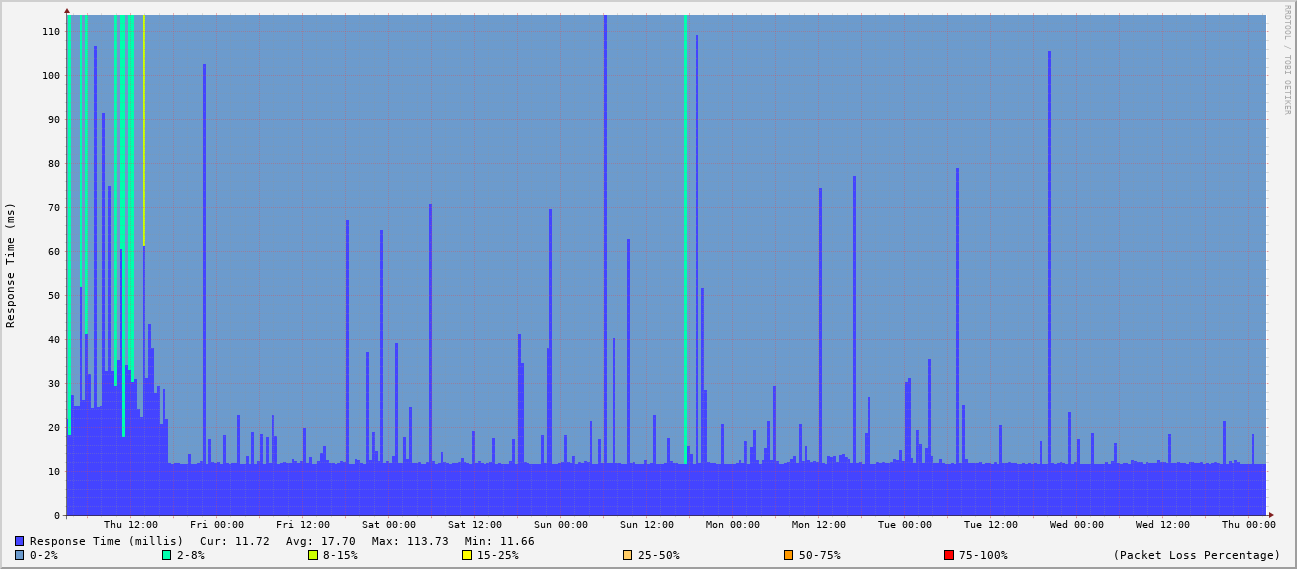 RRDTOOL / TOBI OETIKER
Response Time (ms)
110
100
90
80
70
60
50
40
30
20
10
0
Thu 12:00 Fri 00:00 Fri 12:00 Sat 00:00 Sat 12:00 Sun 00:00 Sun 12:00 Mon 00:00 Mon 12:00 Tue 00:00 Tue 12:00 Wed 00:00 Wed 12:00 Thu 00:00
Response Time (millis) Cur: 11.72 Avg: 17.70 Max: 113.73 Min: 11.66
0-2% 2-8% 8-15% 15-25% 25-50% 50-75% 75-100% (Packet Loss Percentage)